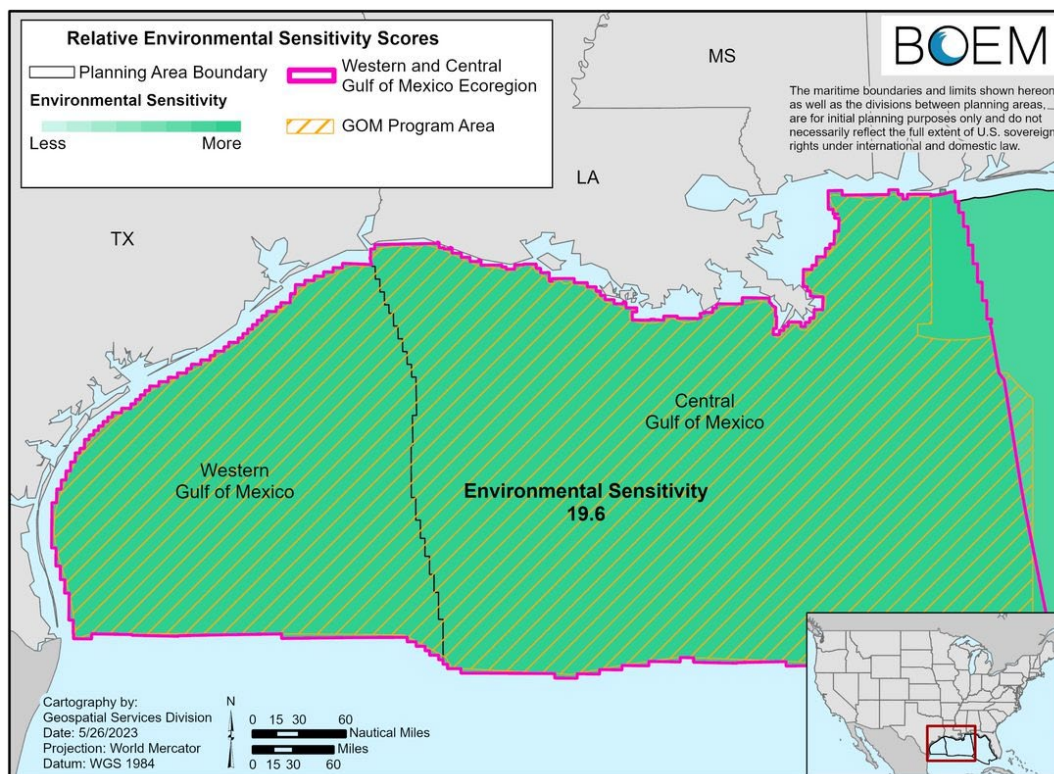 Relative Environmental Sensitivity Scores
Planning Area Boundary
Western and Central
Gulf of Mexico Ecoregion
Environmental Sensitivity
Less More
GOM Program Area
BOEM
The maritime boundaries and limits shown hereon,
as well as the divisions between planning areas,
are for initial planning purposes only and do not
necessarily reflect the full extent of U.S. sovereign
rights under international and domestic law.
MS
LA
TX
Central
Gulf of Mexico
Western
Gulf of Mexico
Environmental Sensitivity
19.6
Cartography by:
Geospatial Services Division
Date: 5/26/2023
Projection: World Mercator
Datum: WGS 1984
N
0 15 30 60
Nautical Miles
0 15 30 60
Miles